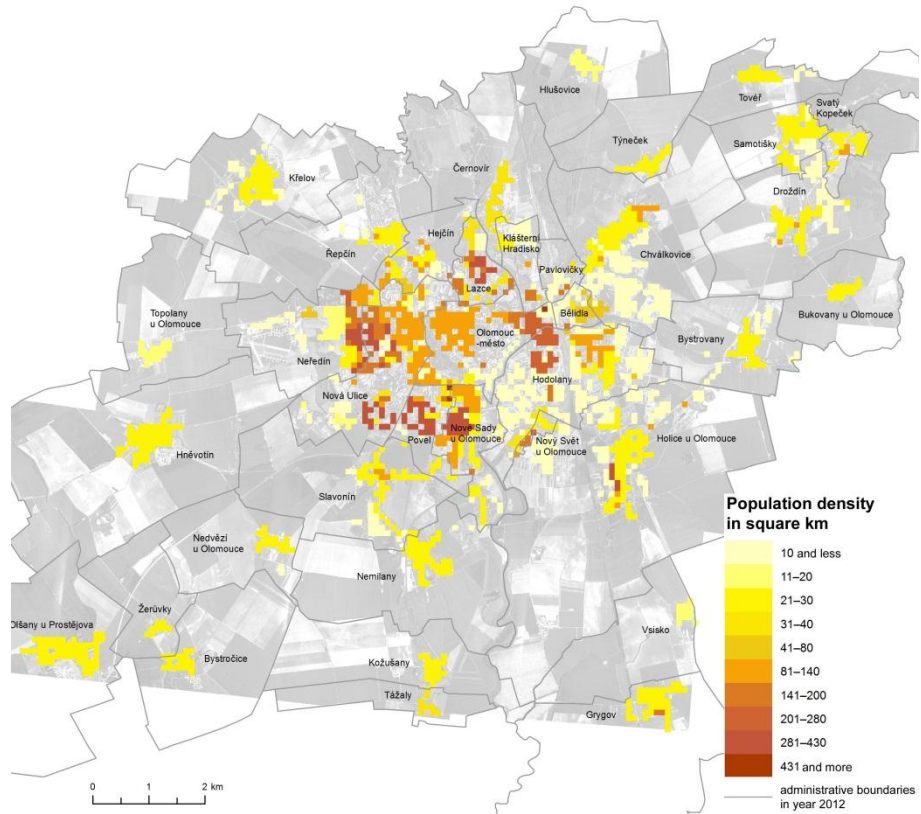 Hlušovice
Tovéř
Svatý
Kopeček
Týneček
Samotišky
Černovír
Křelov
Droždín
Hejčín
Klášterní
Hradisko
Řepčín
Chválkovice
Pavlovičky
Lazce
Topolany
u Olomouce
Bělidla
Bukovany u Olomouce
Olomouc
-město
Bystrovany
Neředín
Hodolany
Nová Ulice
Nové Sady
u Olomouce
Povel
Nový Svět
u Olomouce
Holice u Olomouce
Hněvotín
Slavonín
Nedvězí
u Olomouce
Nemilany
Žerůvky
Olšany u Prostějova
Bystročice
Vsisko
Kožušany
Tážaly
Grygov
0 1 2 km
Population density
in square km
10 and less
11–20
21–30
31–40
41–80
81–140
141–200
201–280
281–430
431 and more
administrative boundaries
in year 2012